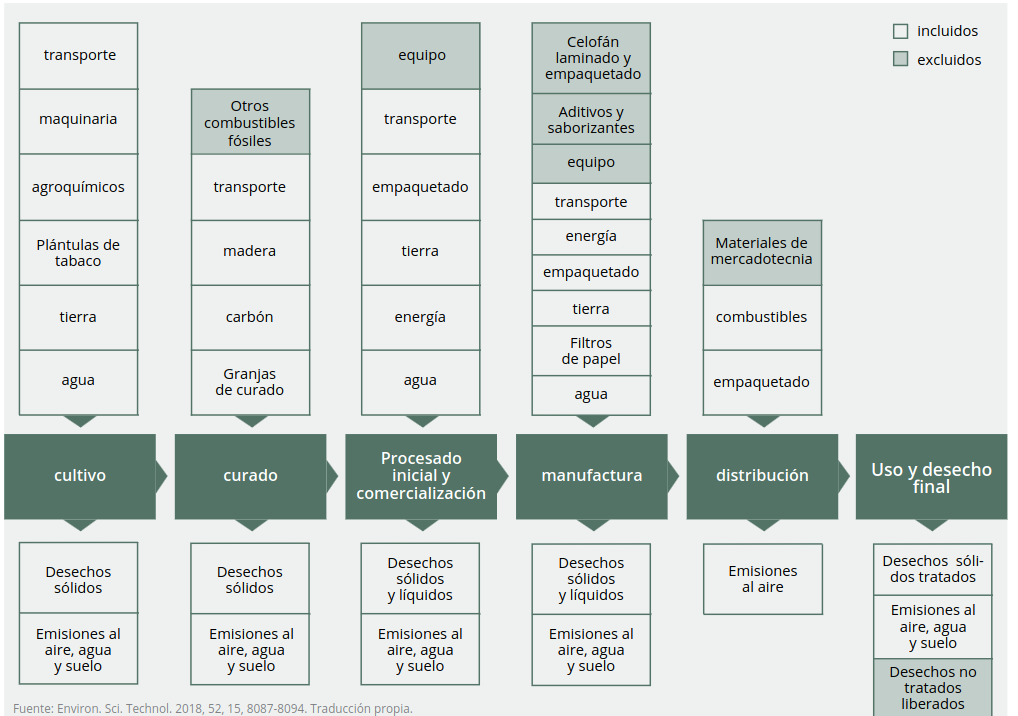 incluidos
excluidos
transporte
maquinaria
agroquímicos
Plántulas de
tabaco
tierra
agua
Otros
combustibles
fósiles
transporte
madera
carbón
Granjas
de curado
equipo
transporte
empaquetado
tierra
energía
agua
Celofán
laminado y
empaquetado
Aditivos y
saborizantes
equipo
transporte
energía
empaquetado
tierra
Filtros
de papel
agua
Materiales de
mercadotecnia
combustibles
empaquetado
cultivo
curado
Procesado
inicial y
comercialización
manufactura
distribución
Uso y desecho
final
Desechos
sólidos
Emisiones al
aire, agua
y suelo
Desechos
sólidos
Emisiones al
aire, agua
y suelo
Desechos
sólidos
y líquidos
Emisiones al
aire, agua
y suelo
Desechos
sólidos
y líquidos
Emisiones al
aire, agua
y suelo
Emisiones
al aire
Desechos sóli-
dos tratados
Emisiones al
aire, agua
y suelo
Desechos no
tratados
liberados
Fuente: Environ. Sci. Technol. 2018, 52, 15, 8087-8094. Traducción propia.